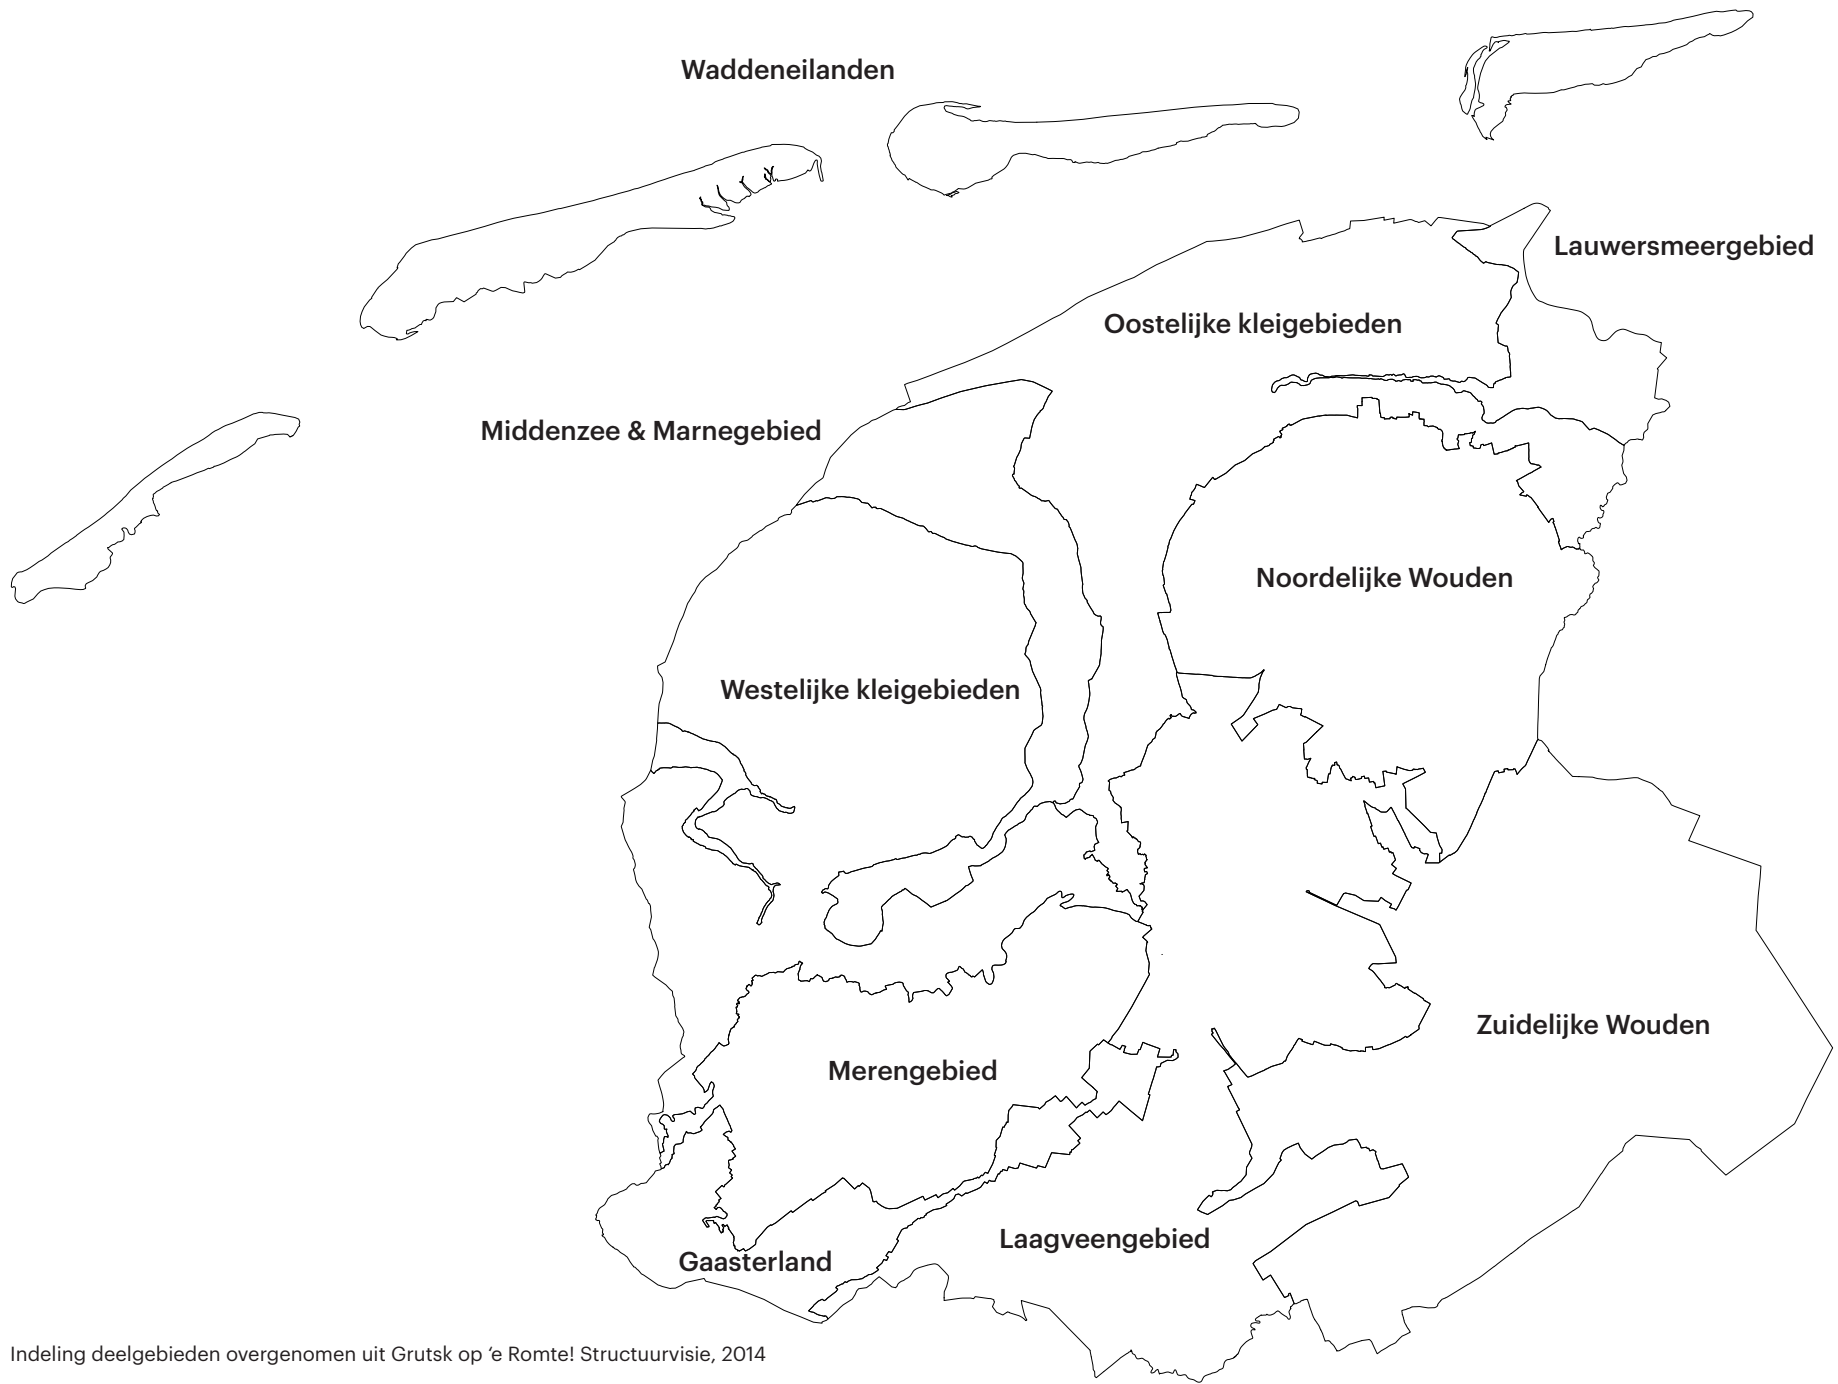 Waddeneilanden
Lauwersmeergebied
Oostelijke kleigebieden
Middenzee & Marnegebied
Noordelijke Wouden
Westelijke kleigebieden
Zuidelijke Wouden
Merengebied
Laagveengebied
Gaasterland
Indeling deelgebieden overgenomen uit Grutsk op ‘e Romte! Structuurvisie, 2014